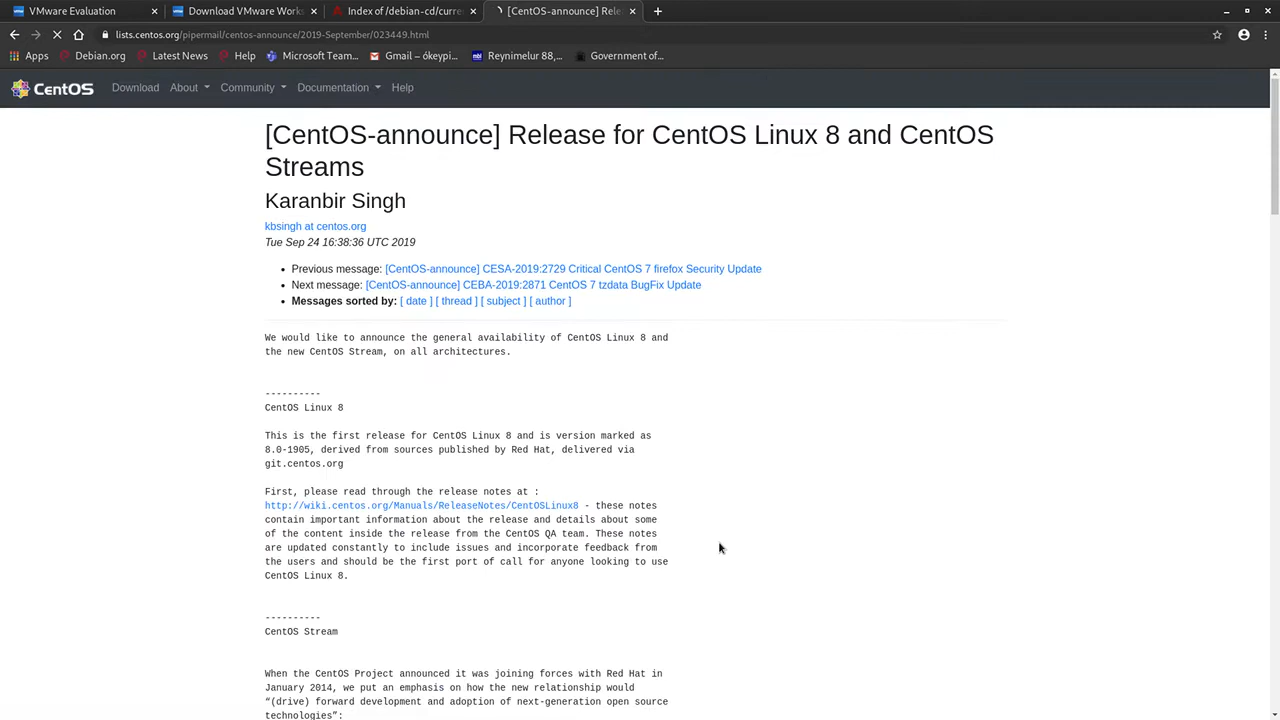 VMware Evaluation
Download VMware Works
Index of /debian-cd/curre
[CentOS-announce] Rele
lists.centos.org/pipermail/centos-announce/2019-September/023449.html
Apps
Debian.org
Latest News
Help
Microsoft Team...
Gmail – ókeypi...
Reynimelur 88,...
Government of...
CentOS
Download
About
Community
Documentation
Help
[CentOS-announce] Release for CentOS Linux 8 and CentOS
Streams
Karanbir Singh
kbsingh at centos.org
Tue Sep 24 16:38:36 UTC 2019
Previous message: [CentOS-announce] CESA-2019:2729 Critical CentOS 7 firefox Security Update
Next message: [CentOS-announce] CEBA-2019:2871 CentOS 7 tzdata BugFix Update
Messages sorted by: [ date ] [ thread ] [ subject ] [ author ]
We would like to announce the general availability of CentOS Linux 8 and
the new CentOS Stream, on all architectures.
----------
CentOS Linux 8
This is the first release for CentOS Linux 8 and is version marked as
8.0-1905, derived from sources published by Red Hat, delivered via
git.centos.org
First, please read through the release notes at :
http://wiki.centos.org/Manuals/ReleaseNotes/CentOSLinux8 - these notes
contain important information about the release and details about some
of the content inside the release from the CentOS QA team. These notes
are updated constantly to include issues and incorporate feedback from
the users and should be the first port of call for anyone looking to use
CentOS Linux 8.
----------
CentOS Stream
When the CentOS Project announced it was joining forces with Red Hat in
January 2014, we put an emphasis on how the new relationship would
“(drive) forward development and adoption of next-generation open source
technologies”: